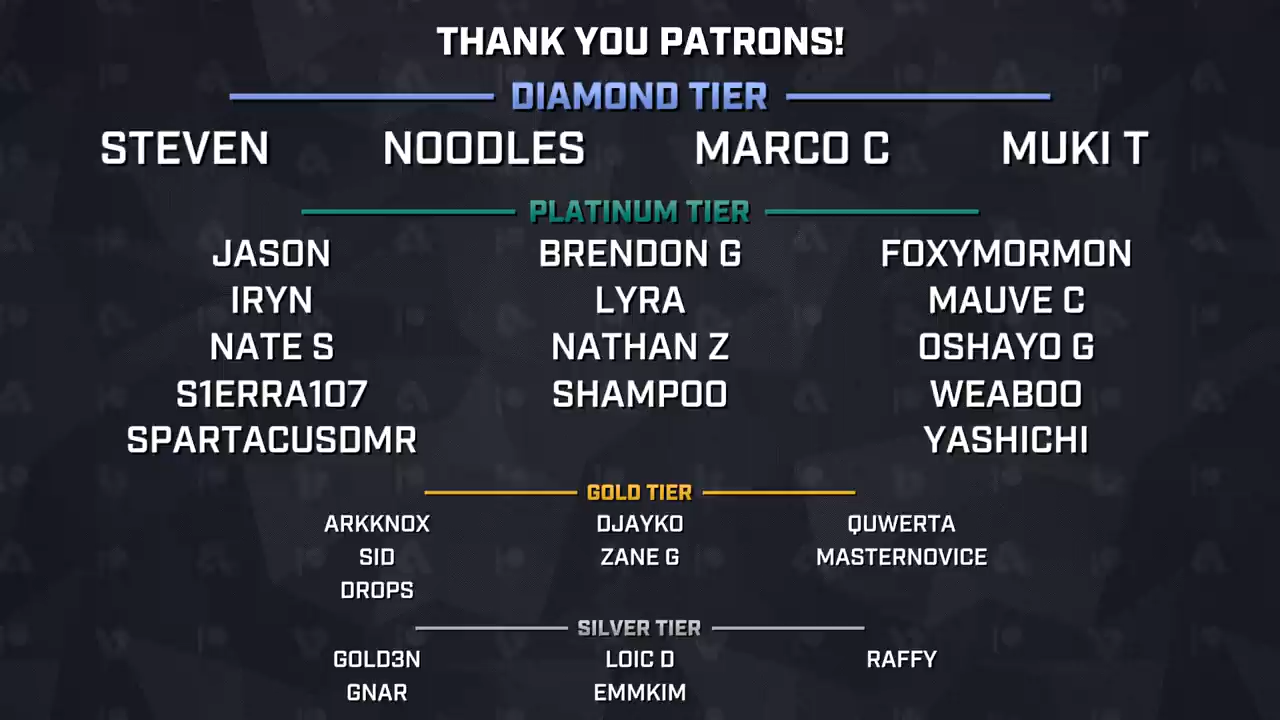 THANK YOU PATRONS!
DIAMOND TIER
STEVEN NOODLES MARCO C MUKI T
PLATINUM TIER
JASON BRENDON G FOXYMORMON
IRYN LYRA MAUVE C
NATE S NATHAN Z OSHAYO G
S1ERRA107 SHAMPOO WEABOO
SPARTACUSDMR YASHICHI
GOLD TIER
ARKKNOX DJAYKO QUWERTA
SID ZANE G MASTERNOVICE
DROPS
SILVER TIER
GOLD3N LOIC D RAFFY
GNAR EMMKIM